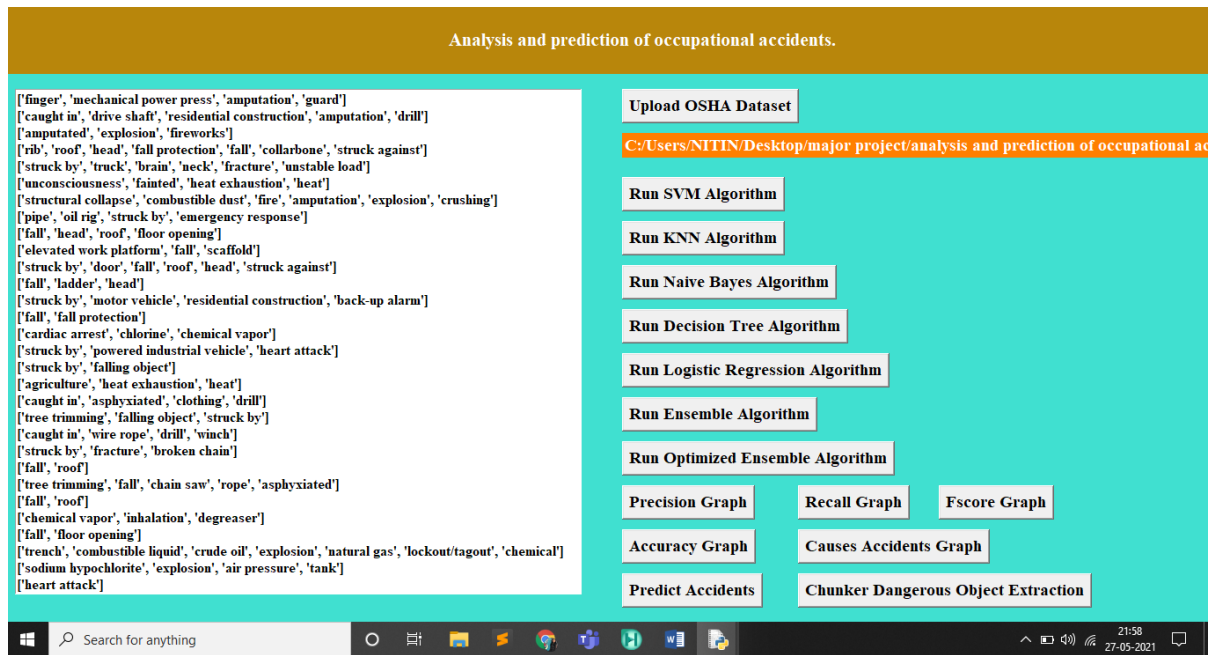 Analysis and prediction of occupational accidents.
['finger', 'mechanical power press', 'amputation', 'guard']
['caught in', 'drive shaft', 'residential construction', 'amputation', 'drill']
['amputated', 'explosion', 'fireworks']
['rib', 'roof', 'head', 'fall protection', 'fall', 'collarbone', 'struck against']
['struck by', 'truck', 'brain', 'neck', 'fracture', 'unstable load']
['unconsciousness', 'fainted', 'heat exhaustion', 'heat']
['structural collapse', 'combustible dust', 'fire', 'amputation', 'explosion', 'crushing']
['pipe', 'oil rig', 'struck by', 'emergency response']
['fall', 'head', 'roof', 'floor opening']
['elevated work platform', 'fall', 'scaffold']
['struck by', 'door', 'fall', 'roof', 'head', 'struck against']
['fall', 'ladder', 'head']
['struck by', 'motor vehicle', 'residential construction', 'back-up alarm']
['fall', 'fall protection']
['cardiac arrest', 'chlorine', 'chemical vapor']
['struck by', 'powered industrial vehicle', 'heart attack']
['struck by', 'falling object']
['agriculture', 'heat exhaustion', 'heat']
['caught in', 'asphyxiated', 'clothing', 'drill']
['tree trimming', 'falling object', 'struck by']
['caught in', 'wire rope', 'drill', 'winch']
['struck by', 'fracture', 'broken chain']
['fall', 'roof']
['tree trimming', 'fall', 'chain saw', 'rope', 'asphyxiated']
['fall', 'roof']
['chemical vapor', 'inhalation', 'degreaser']
['fall', 'floor opening']
['trench', 'combustible liquid', 'crude oil', 'explosion', 'natural gas', 'lockout/tagout', 'chemical']
['sodium hypochlorite', 'explosion', 'air pressure', 'tank']
['heart attack']
Upload OSHA Dataset
C:/Users/NITIN/Desktop/major project/analysis and prediction of occupational ac
Run SVM Algorithm
Run KNN Algorithm
Run Naive Bayes Algorithm
Run Decision Tree Algorithm
Run Logistic Regression Algorithm
Run Ensemble Algorithm
Run Optimized Ensemble Algorithm
Precision Graph Recall Graph Fscore Graph
Accuracy Graph Causes Accidents Graph
Predict Accidents Chunker Dangerous Object Extraction
Search for anything
21:58
27-05-2021